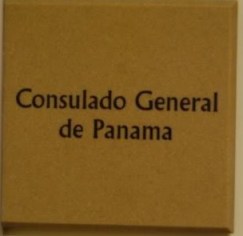 Consulado General
de Panama